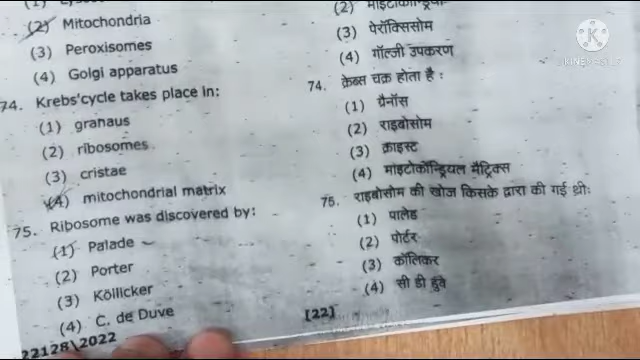 (2) Mitochondria
(3) Peroxisomes
(4) Golgi apparatus
74. Krebs'cycle takes place in:
(1) granaus
(2) ribosomes
(3) cristae
(4) mitochondrial matrix
75. Ribosome was discovered by:
(1) Palade
(2) Porter
(3) Köllicker
(4) C. de Duve
22128\2022
(2)
(3) पेरॉक्सिसोम
(4) गॉल्जी उपकरण
74. क्रेब्स चक्र होता है :
(1) ग्रैनॉस
(2) राइबोसोम
(3) क्राइस्ट
(4) माइटोकॉन्ड्रियल मैट्रिक्स
75. राइबोसोम की खोज किसके द्वारा की गई थी:
(1) पालेड
(2) पोर्टर
(3) कॉलिकर
(4) सी डी डुवे
[22]
K